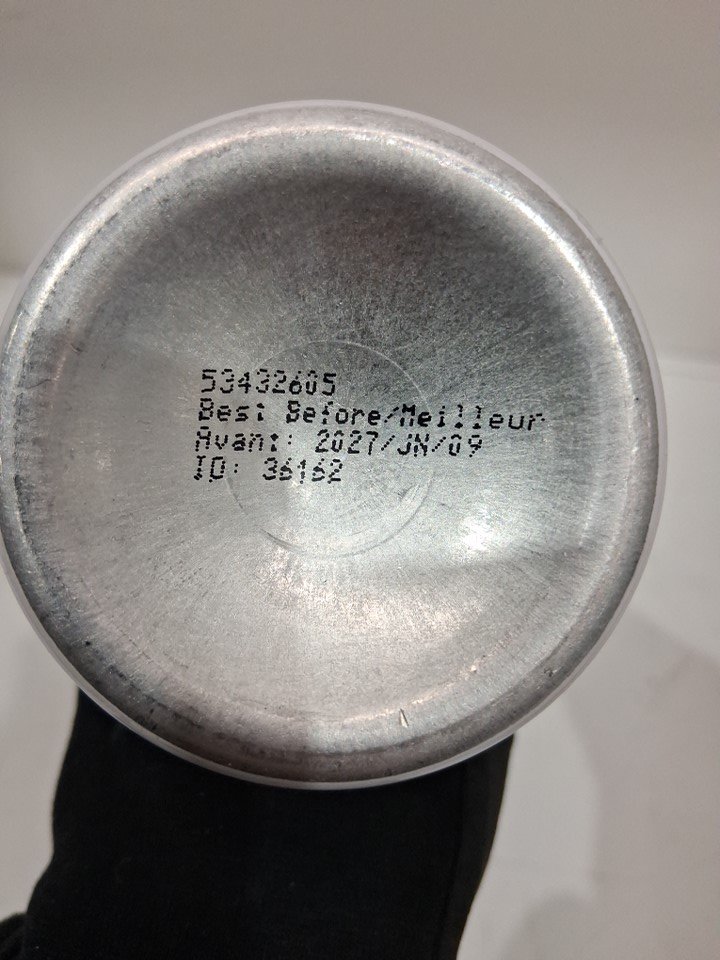 53432605
Best Before/Meilleur
Avant: 2027/JN/09
ID: 36162